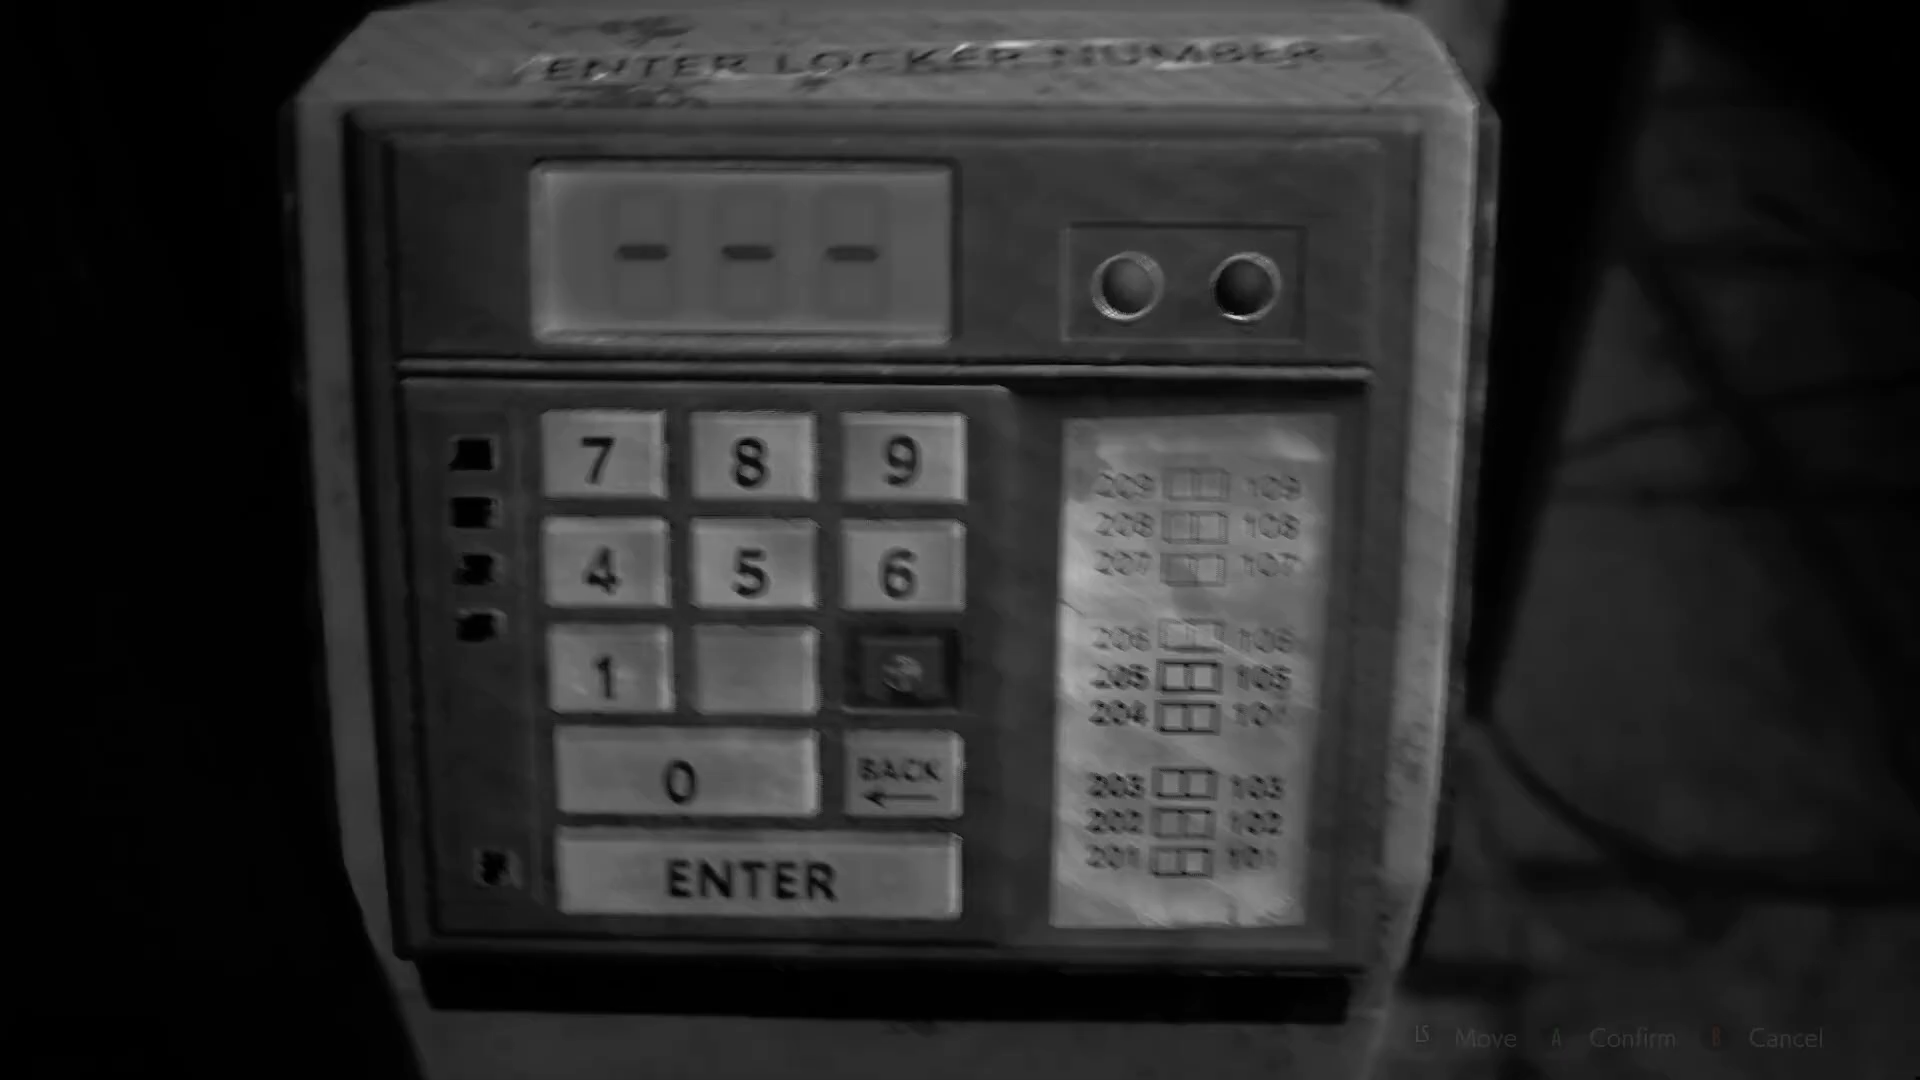 ENTER LOCKER NUMBER
- - -
7 8 9
4 5 6
1
0 BACK
ENTER
209 109
208 108
207 107
206 106
205 105
204
203 103
202 102
201 101
LS Move A Confirm B Cancel